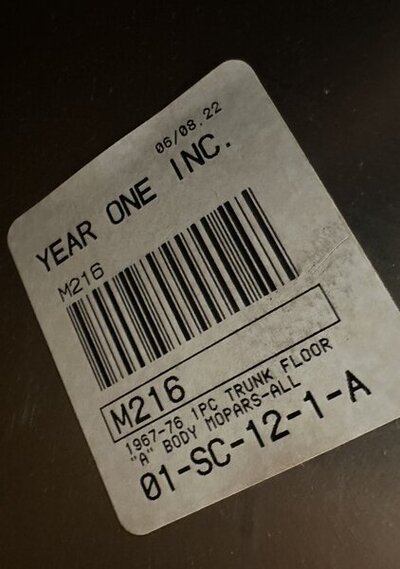 06/08.22
YEAR ONE INC.
M216
M216
1967-76 1PC TRUNK FLOOR
"A" BODY MOPARS-ALL
01-SC-12-1-A